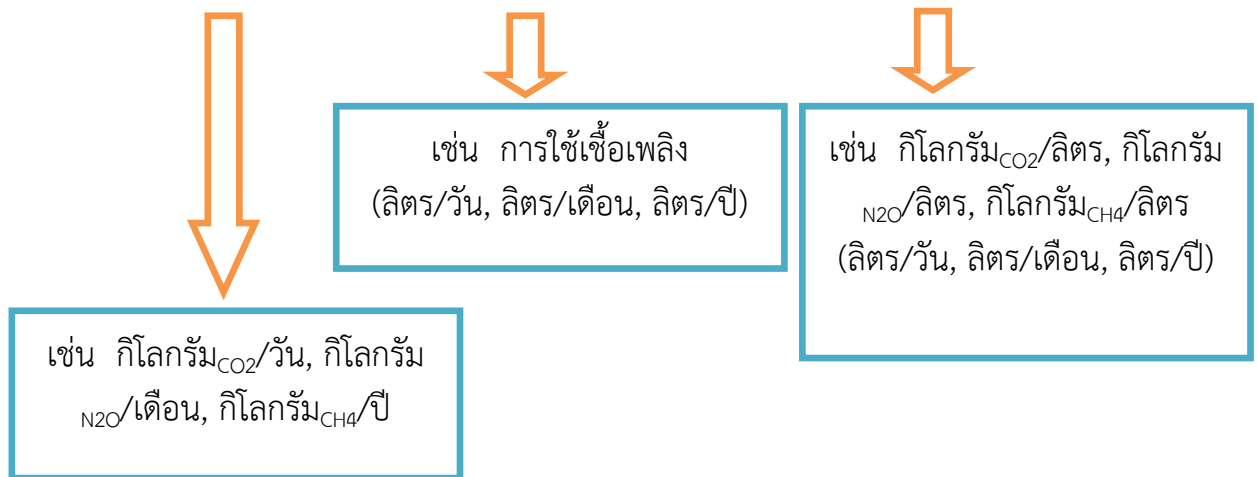 เช่น การใช้เชื้อเพลิง
(ลิตร/วัน, ลิตร/เดือน, ลิตร/ปี)
เช่น กิโลกรัมCO2/ลิตร, กิโลกรัม
N2O/ลิตร, กิโลกรัมCH4/ลิตร
(ลิตร/วัน, ลิตร/เดือน, ลิตร/ปี)
เช่น กิโลกรัมCO2/วัน, กิโลกรัม
N2O/เดือน, กิโลกรัมCH4/ปี